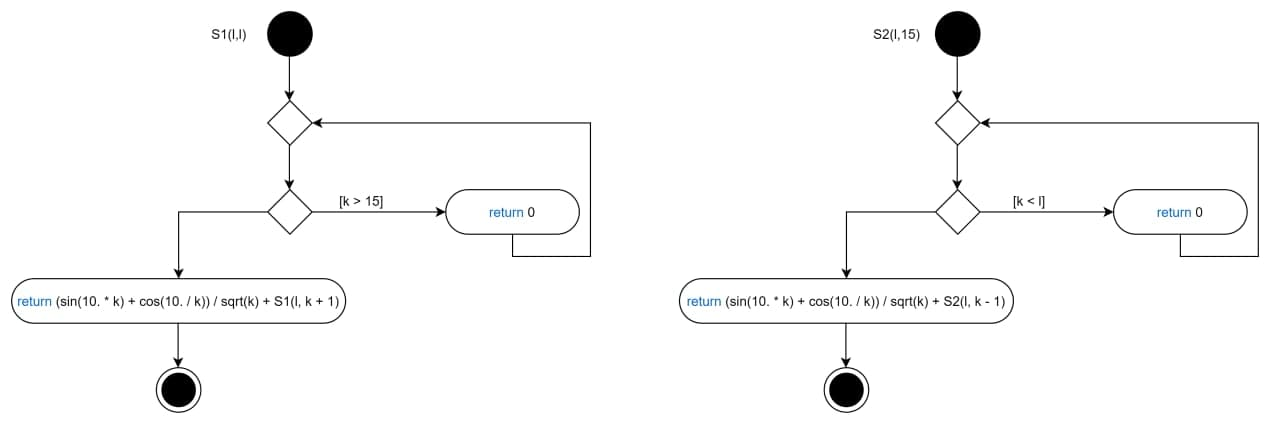 S1(l,l)
[k > 15]
return 0
return (sin(10. * k) + cos(10. / k)) / sqrt(k) + S1(l, k + 1)
S2(l,15)
[k < l]
return 0
return (sin(10. * k) + cos(10. / k)) / sqrt(k) + S2(l, k - 1)